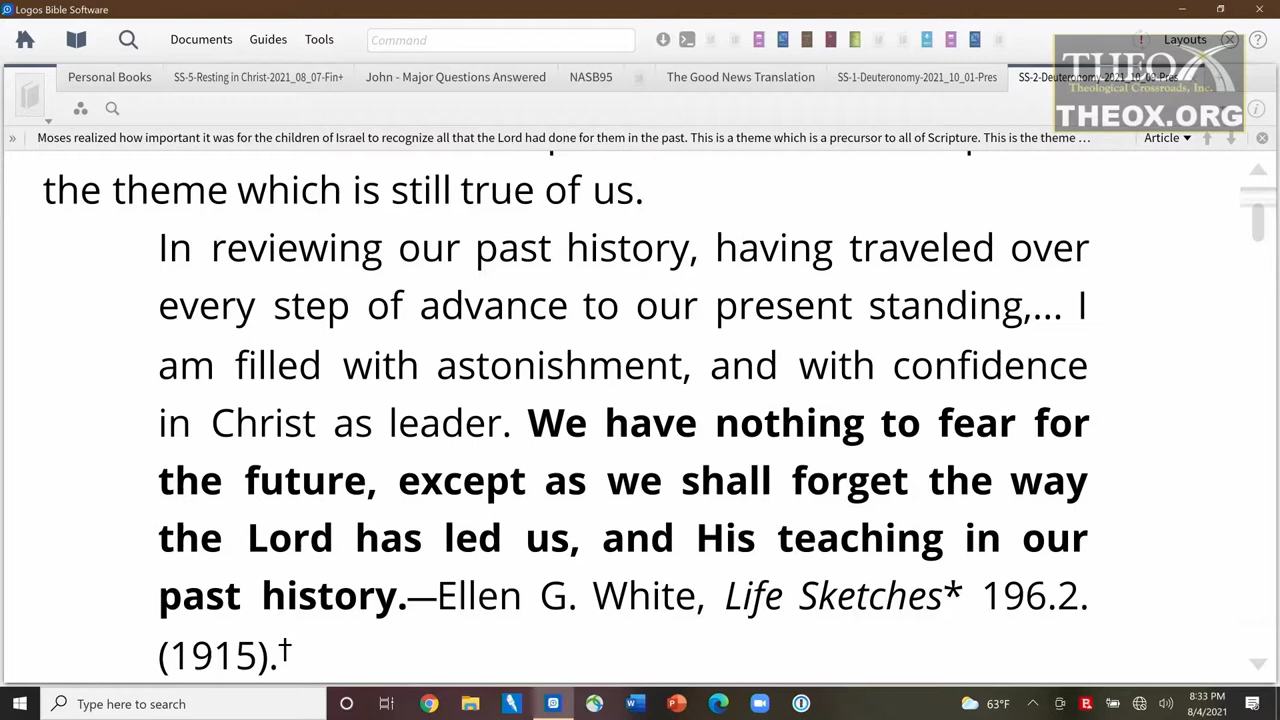 Logos Bible Software
Documents Guides Tools Command Layouts
THEOX
Theological Crossroads, Inc.
THEOX.ORG
Personal Books SS-5-Resting in Christ-2021_08_07-Fin+ John - Major Questions Answered NASB95 The Good News Translation SS-1-Deuteronomy-2021_10_01-Pres
Moses realized how important it was for the children of Israel to recognize all that the Lord had done for them in the past. This is a theme which is a precursor to all of Scripture. This is the theme … Article
the theme which is still true of us.
In reviewing our past history, having traveled over
every step of advance to our present standing,… I
am filled with astonishment, and with confidence
in Christ as leader. We have nothing to fear for
the future, except as we shall forget the way
the Lord has led us, and His teaching in our
past history.—Ellen G. White, Life Sketches* 196.2.
(1915).†
Type here to search
63°F
8:33 PM
8/4/2021